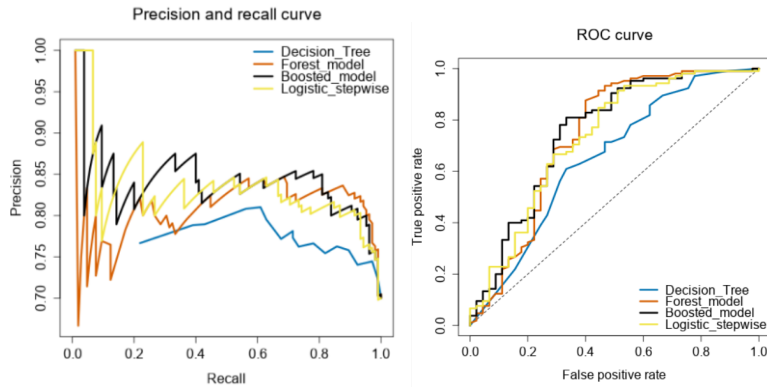 Precision and recall curve
1.00
0.95
0.90
0.85
0.80
0.75
0.70
Precision
Decision_Tree
Forest_model
Boosted_model
Logistic_stepwise
0.0 0.2 0.4 0.6 0.8 1.0
Recall
ROC curve
1.0
0.8
0.6
0.4
0.2
0.0
True positive rate
Decision_Tree
Forest_model
Boosted_model
Logistic_stepwise
0.0 0.2 0.4 0.6 0.8 1.0
False positive rate